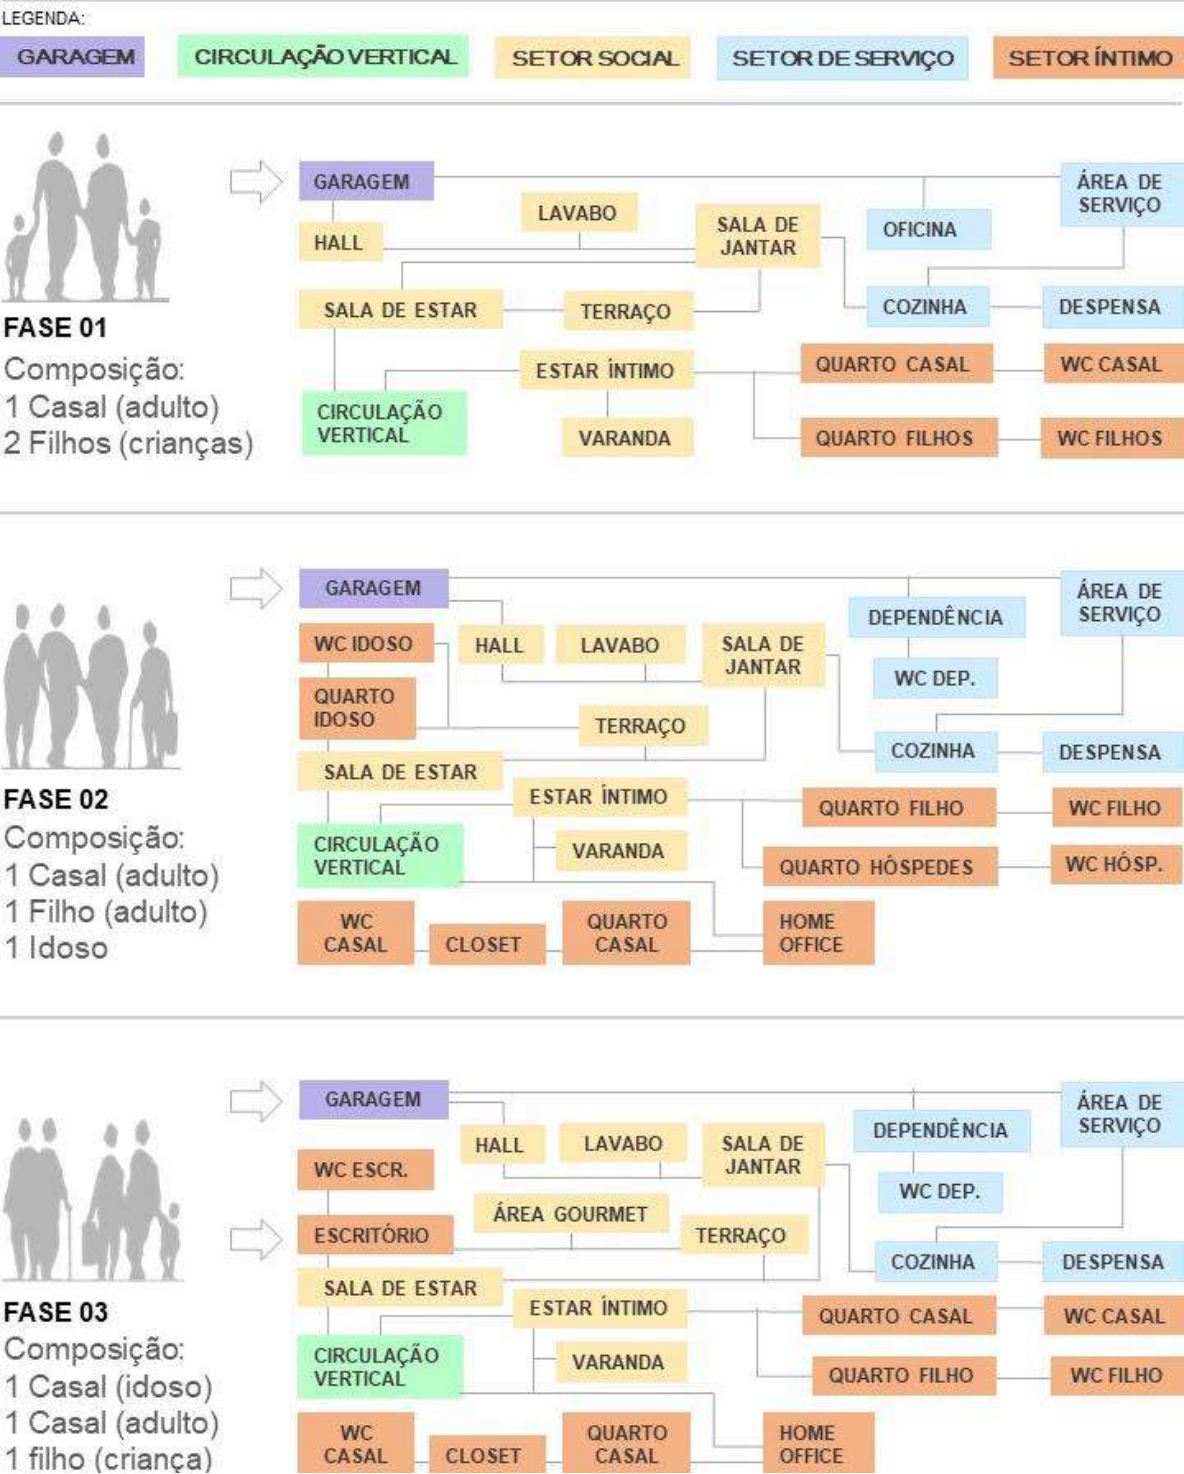 LEGENDA:
GARAGEM
CIRCULAÇÃO VERTICAL
SETOR SOCIAL
SETOR DE SERVIÇO
SETOR ÍNTIMO
GARAGEM
HALL
LAVABO
SALA DE
JANTAR
OFICINA
ÁREA DE
SERVIÇO
SALA DE ESTAR
TERRAÇO
COZINHA
DESPENSA
ESTAR ÍNTIMO
QUARTO CASAL
WC CASAL
CIRCULAÇÃO
VERTICAL
VARANDA
QUARTO FILHOS
WC FILHOS
FASE 01
Composição:
1 Casal (adulto)
2 Filhos (crianças)
GARAGEM
DEPENDÊNCIA
ÁREA DE
SERVIÇO
WC IDOSO
HALL
LAVABO
SALA DE
JANTAR
WC DEP.
QUARTO
IDOSO
TERRAÇO
COZINHA
DESPENSA
SALA DE ESTAR
ESTAR ÍNTIMO
QUARTO FILHO
WC FILHO
CIRCULAÇÃO
VERTICAL
VARANDA
QUARTO HÓSPEDES
WC HÓSP.
WC
CASAL
CLOSET
QUARTO
CASAL
HOME
OFFICE
FASE 02
Composição:
1 Casal (adulto)
1 Filho (adulto)
1 Idoso
GARAGEM
HALL
LAVABO
SALA DE
JANTAR
DEPENDÊNCIA
ÁREA DE
SERVIÇO
WC ESCR.
WC DEP.
ESCRITÓRIO
ÁREA GOURMET
TERRAÇO
COZINHA
DESPENSA
SALA DE ESTAR
ESTAR ÍNTIMO
QUARTO CASAL
WC CASAL
CIRCULAÇÃO
VERTICAL
VARANDA
QUARTO FILHO
WC FILHO
WC
CASAL
CLOSET
QUARTO
CASAL
HOME
OFFICE
FASE 03
Composição:
1 Casal (idoso)
1 Casal (adulto)
1 filho (criança)